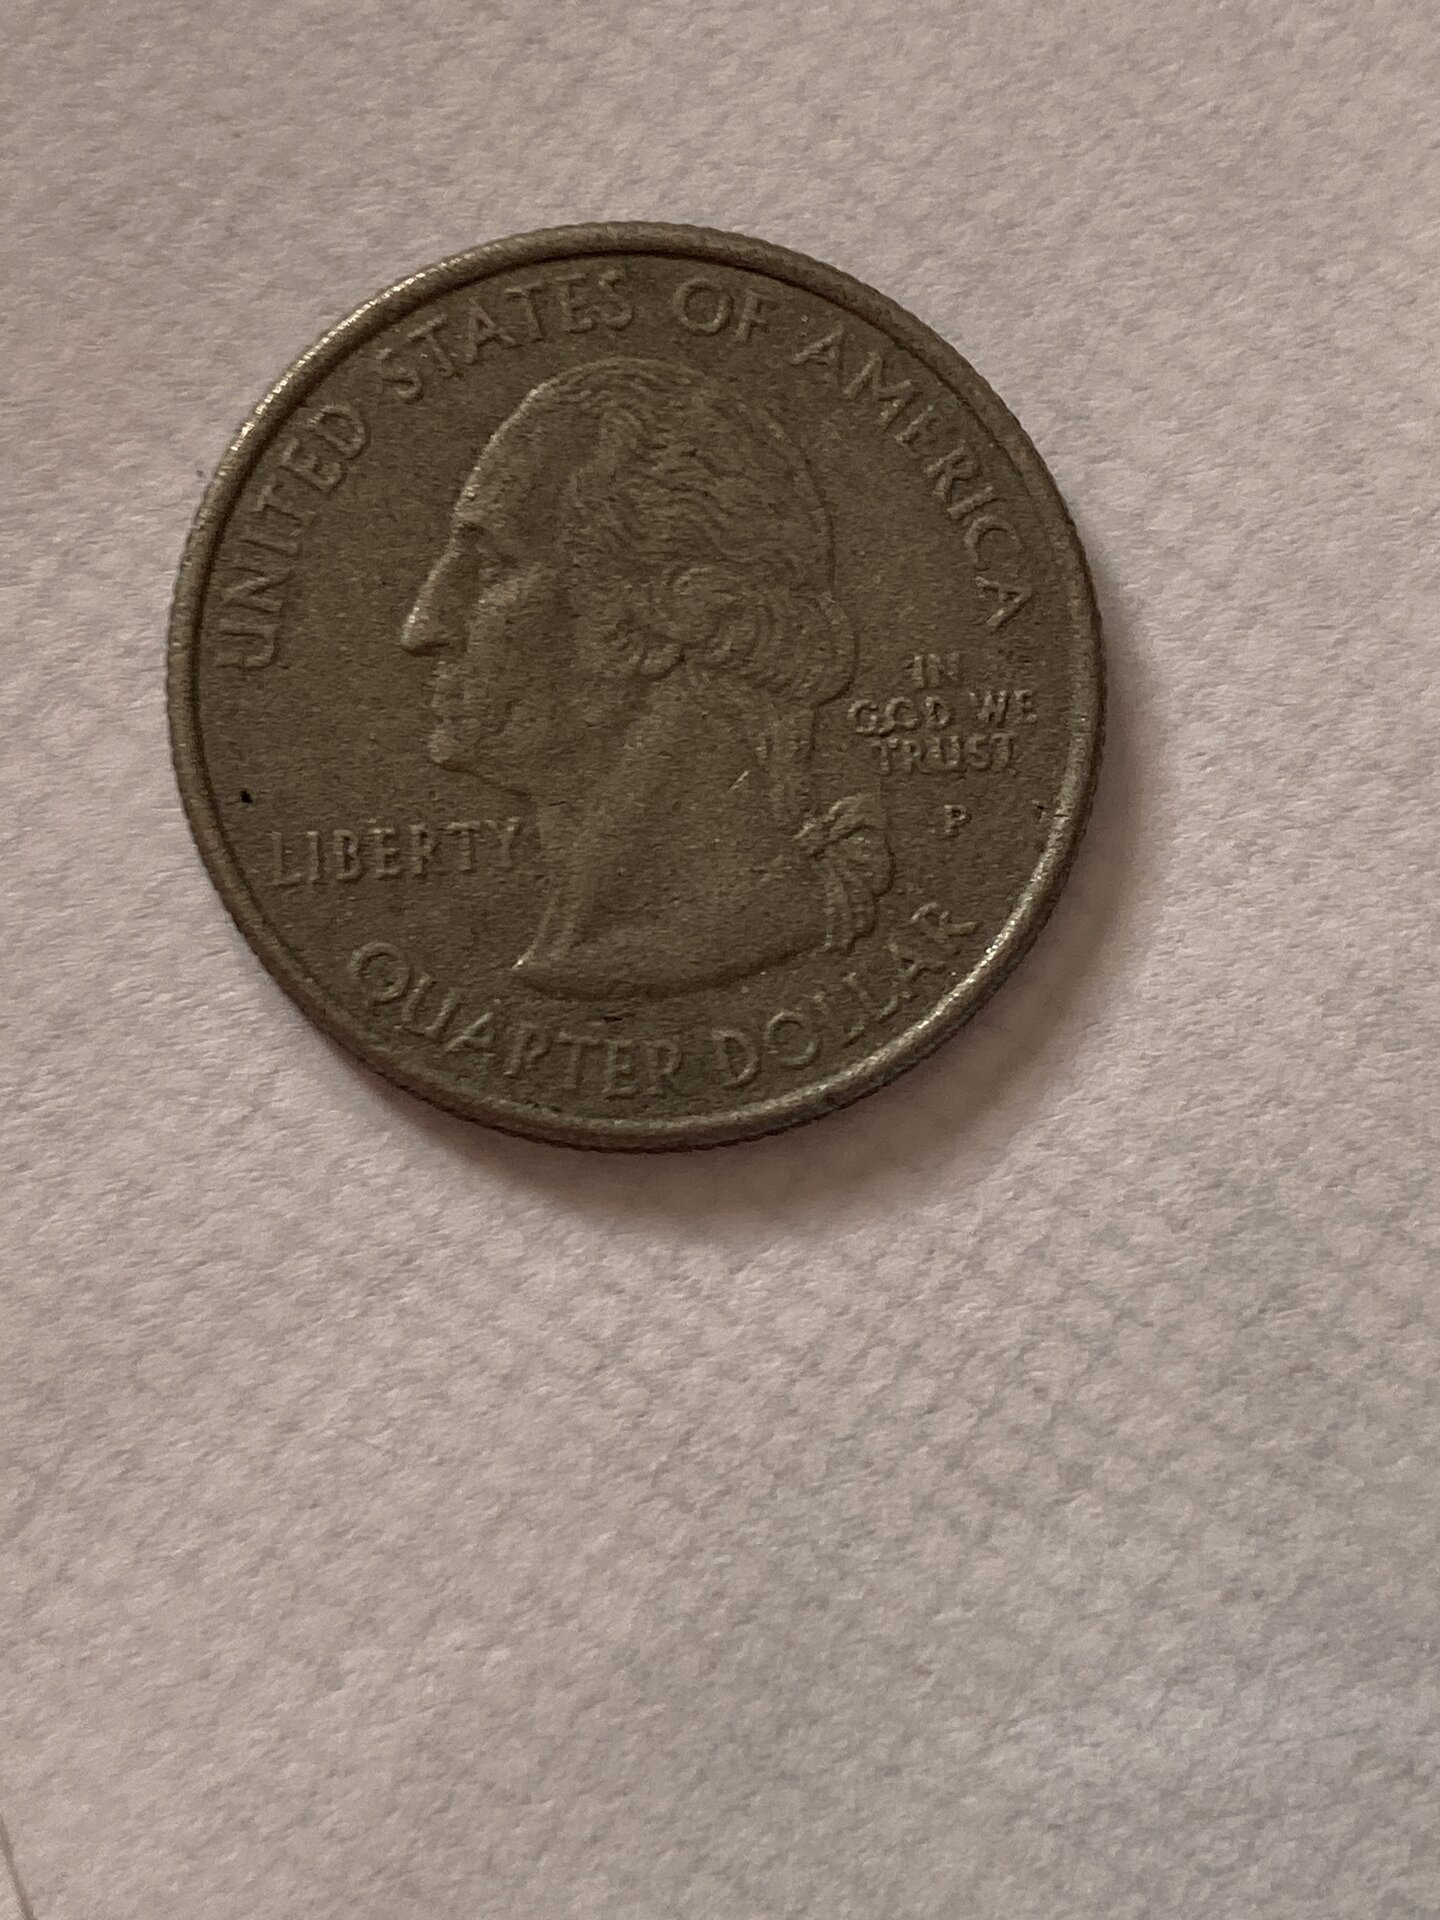 UNITED STATES OF AMERICA
IN
GOD WE
TRUST
P
LIBERTY
QUARTER DOLLAR